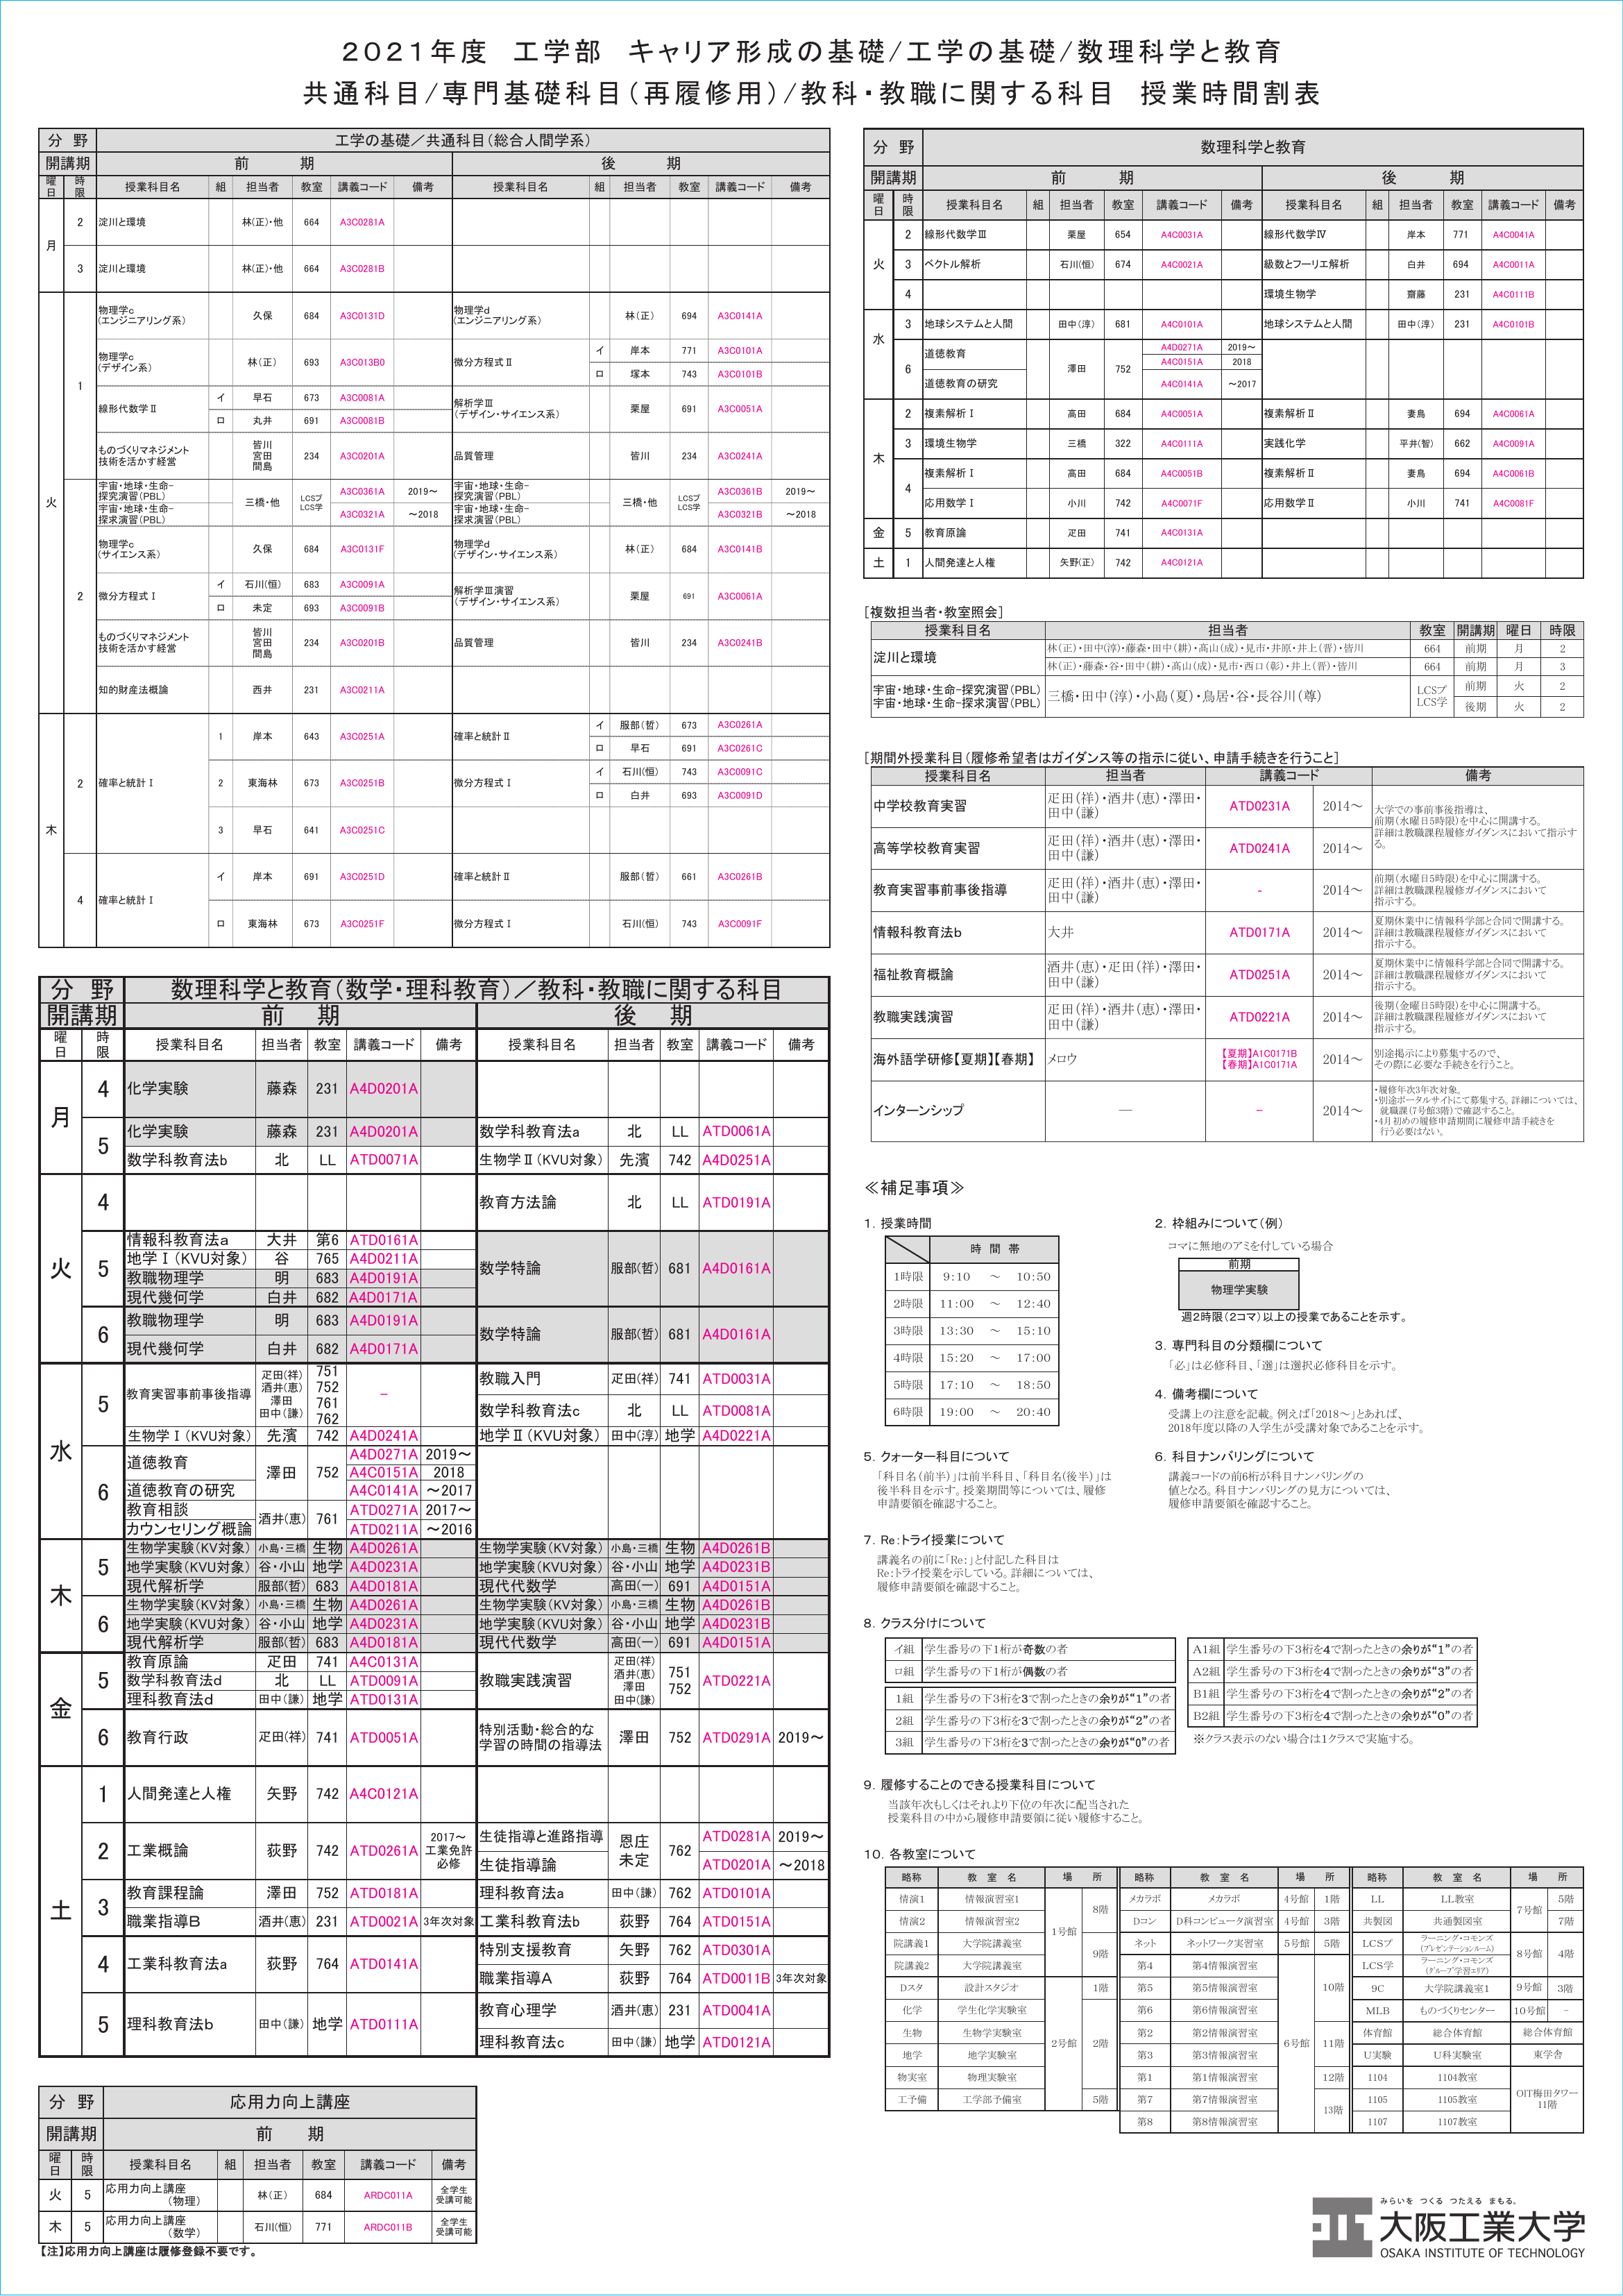 ２０２１年度　工学部　キャリア形成の基礎/工学の基礎/数理科学と教育
共通科目/専門基礎科目（再履修用）/教科・教職に関する科目　授業時間割表
分　野 工学の基礎／共通科目（総合人間学系）
開講期 前　期 後　期
曜日 時限 授業科目名 組 担当者 教室 講義コード 備考 授業科目名 組 担当者 教室 講義コード 備考
月 2 淀川と環境 林(正)・他 664 A3C0281A
3 淀川と環境 林(正)・他 664 A3C0281B
火 1 物理学c（エンジニアリング系） 久保 684 A3C0131D 物理学d（エンジニアリング系） 林（正） 694 A3C0141A
物理学c（デザイン系） 林（正） 693 A3C013B0 微分方程式Ⅱ イ 岸本 771 A3C0101A
ロ 塚本 743 A3C0101B
線形代数学Ⅱ イ 早石 673 A3C0081A 解析学Ⅲ（デザイン・サイエンス系） 栗屋 691 A3C0051A
ロ 丸井 691 A3C0081B
ものづくりマネジメント技術を活かす経営 皆川 宮田 間島 234 A3C0201A 品質管理 皆川 234 A3C0241A
2 宇宙・地球・生命-探究演習（PBL） 三橋・他 LCSプ LCS学 A3C0361A 2019～ 宇宙・地球・生命-探究演習（PBL） 三橋・他 LCSプ LCS学 A3C0361B 2019～
宇宙・地球・生命-探求演習（PBL） A3C0321A ～2018 宇宙・地球・生命-探求演習（PBL） A3C0321B ～2018
物理学c（サイエンス系） 久保 684 A3C0131F 物理学d（デザイン・サイエンス系） 林（正） 684 A3C0141B
微分方程式Ⅰ イ 石川(恒) 683 A3C0091A 解析学Ⅲ演習（デザイン・サイエンス系） 栗屋 691 A3C0061A
ロ 未定 693 A3C0091B
ものづくりマネジメント技術を活かす経営 皆川 宮田 間島 234 A3C0201B 品質管理 皆川 234 A3C0241B
知的財産法概論 西井 231 A3C0211A
木 2 確率と統計Ⅰ 1 岸本 643 A3C0251A 確率と統計Ⅱ イ 服部（哲） 673 A3C0261A
ロ 早石 691 A3C0261C
2 東海林 673 A3C0251B 微分方程式Ⅰ イ 石川(恒) 743 A3C0091C
ロ 白井 693 A3C0091D
3 早石 641 A3C0251C
4 確率と統計Ⅰ イ 岸本 691 A3C0251D 確率と統計Ⅱ 服部（哲） 661 A3C0261B
ロ 東海林 673 A3C0251F 微分方程式Ⅰ 石川(恒) 743 A3C0091F
分　野 数理科学と教育（数学・理科教育）／教科・教職に関する科目
開講期 前　期 後　期
曜日 時限 授業科目名 担当者 教室 講義コード 備考 授業科目名 担当者 教室 講義コード 備考
月 4 化学実験 藤森 231 A4D0201A
5 化学実験 藤森 231 A4D0201A 数学科教育法a 北 LL ATD0061A
数学科教育法b 北 LL ATD0071A 生物学Ⅱ（KVU対象） 先濱 742 A4D0251A
火 4 教育方法論 北 LL ATD0191A
5 情報科教育法a 大井 第6 ATD0161A 数学特論 服部(哲) 681 A4D0161A
地学Ⅰ（KVU対象） 谷 765 A4D0211A
教職物理学 明 683 A4D0191A
現代幾何学 白井 682 A4D0171A
6 教職物理学 明 683 A4D0191A 数学特論 服部(哲) 681 A4D0161A
現代幾何学 白井 682 A4D0171A
水 5 教育実習事前事後指導 疋田(祥) 酒井(恵) 澤田 田中（謙） 751 752 761 762 － 教職入門 疋田(祥) 741 ATD0031A
数学科教育法c 北 LL ATD0081A
生物学Ⅰ（KVU対象） 先濱 742 A4D0241A 地学Ⅱ（KVU対象） 田中(淳) 地学 A4D0221A
6 道徳教育 澤田 752 A4D0271A 2019～
A4C0151A 2018
道徳教育の研究 A4C0141A ～2017
教育相談 酒井(恵) 761 ATD0271A 2017～
カウンセリング概論 ATD0211A ～2016
木 5 生物学実験（KV対象） 小島・三橋 生物 A4D0261A 生物学実験（KV対象） 小島・三橋 生物 A4D0261B
地学実験（KVU対象） 谷・小山 地学 A4D0231A 地学実験（KVU対象） 谷・小山 地学 A4D0231B
現代解析学 服部(哲) 683 A4D0181A 現代代数学 高田(一) 691 A4D0151A
6 生物学実験（KV対象） 小島・三橋 生物 A4D0261A 生物学実験（KV対象） 小島・三橋 生物 A4D0261B
地学実験（KVU対象） 谷・小山 地学 A4D0231A 地学実験（KVU対象） 谷・小山 地学 A4D0231B
現代解析学 服部(哲) 683 A4D0181A 現代代数学 高田(一) 691 A4D0151A
金 5 教育原論 疋田 741 A4C0131A 教職実践演習 疋田(祥) 酒井(恵) 澤田 田中（謙） 751 752 ATD0221A
数学科教育法d 北 LL ATD0091A
理科教育法d 田中（謙） 地学 ATD0131A
6 教育行政 疋田(祥) 741 ATD0051A 特別活動・総合的な学習の時間の指導法 澤田 752 ATD0291A 2019～
土 1 人間発達と人権 矢野 742 A4C0121A
2 工業概論 荻野 742 ATD0261A 2017～ 工業免許 必修 生徒指導と進路指導 恩庄 未定 762 ATD0281A 2019～
生徒指導論 ATD0201A ～2018
3 教育課程論 澤田 752 ATD0181A 理科教育法a 田中（謙） 762 ATD0101A
職業指導B 酒井(恵) 231 ATD0021A 3年次対象 工業科教育法b 荻野 764 ATD0151A
4 工業科教育法a 荻野 764 ATD0141A 特別支援教育 矢野 762 ATD0301A
職業指導A 荻野 764 ATD0011B 3年次対象
5 理科教育法b 田中（謙） 地学 ATD0111A 教育心理学 酒井(恵) 231 ATD0041A
理科教育法c 田中（謙） 地学 ATD0121A
分　野 応用力向上講座
開講期 前　期
曜日 時限 授業科目名 組 担当者 教室 講義コード 備考
火 5 応用力向上講座（物理） 林（正） 684 ARDC011A 全学生受講可能
木 5 応用力向上講座（数学） 石川(恒) 771 ARDC011B 全学生受講可能
【注】応用力向上講座は履修登録不要です。
分　野 数理科学と教育
開講期 前　期 後　期
曜日 時限 授業科目名 組 担当者 教室 講義コード 備考 授業科目名 組 担当者 教室 講義コード 備考
火 2 線形代数学Ⅲ 栗屋 654 A4C0031A 線形代数学Ⅳ 岸本 771 A4C0041A
3 ベクトル解析 石川(恒) 674 A4C0021A 級数とフーリエ解析 白井 694 A4C0011A
4 環境生物学 齋藤 231 A4C0111B
水 3 地球システムと人間 田中（淳） 681 A4C0101A 地球システムと人間 田中（淳） 231 A4C0101B
6 道徳教育 澤田 752 A4D0271A 2019～
A4C0151A 2018
道徳教育の研究 A4C0141A ～2017
木 2 複素解析Ⅰ 高田 684 A4C0051A 複素解析Ⅱ 妻鳥 694 A4C0061A
3 環境生物学 三橋 322 A4C0111A 実践化学 平井(智) 662 A4C0091A
4 複素解析Ⅰ 高田 684 A4C0051B 複素解析Ⅱ 妻鳥 694 A4C0061B
応用数学Ⅰ 小川 742 A4C0071F 応用数学Ⅱ 小川 741 A4C0081F
金 5 教育原論 疋田 741 A4C0131A
土 1 人間発達と人権 矢野(正) 742 A4C0121A
［複数担当者・教室照会］
授業科目名 担当者 教室 開講期 曜日 時限
淀川と環境 林（正）・田中(淳)・藤森・田中（耕）・高山（成）・見市・井原・井上（晋）・皆川 664 前期 月 2
林（正）・藤森・谷・田中（耕）・高山（成）・見市・西口（彰）・井上（晋）・皆川 664 前期 月 3
宇宙・地球・生命-探究演習（PBL） 三橋・田中（淳）・小島（夏）・鳥居・谷・長谷川（尊） LCSプ LCS学 前期 火 2
宇宙・地球・生命-探求演習（PBL） 後期 火 2
［期間外授業科目（履修希望者はガイダンス等の指示に従い、申請手続きを行うこと］
授業科目名 担当者 講義コード 備考
中学校教育実習 疋田（祥）・酒井（恵）・澤田・田中（謙） ATD0231A 2014～ 大学での事前事後指導は、前期（水曜日5時限）を中心に開講する。詳細は教職課程履修ガイダンスにおいて指示する。
高等学校教育実習 疋田（祥）・酒井（恵）・澤田・田中（謙） ATD0241A 2014～
教育実習事前事後指導 疋田（祥）・酒井（恵）・澤田・田中（謙） - 2014～ 前期（水曜日5時限）を中心に開講する。詳細は教職課程履修ガイダンスにおいて指示する。
情報科教育法b 大井 ATD0171A 2014～ 夏期休業中に情報科学部と合同で開講する。詳細は教職課程履修ガイダンスにおいて指示する。
福祉教育概論 酒井（恵）・疋田（祥）・澤田・田中（謙） ATD0251A 2014～ 夏期休業中に情報科学部と合同で開講する。詳細は教職課程履修ガイダンスにおいて指示する。
教職実践演習 疋田（祥）・酒井（恵）・澤田・田中（謙） ATD0221A 2014～ 後期（金曜日5時限）を中心に開講する。詳細は教職課程履修ガイダンスにおいて指示する。
海外語学研修【夏期】【春期】 メロウ 【夏期】A1C0171B 【春期】A1C0171A 2014～ 別途掲示により募集するので、その際に必要な手続きを行うこと。
インターンシップ ― － 2014～ ・履修年次3年次対象。
・別途ポータルサイトにて募集する。詳細については、就職課（7号館3階）で確認すること。
・4月初めの履修申請期間に履修申請手続きを行う必要はない。
≪補足事項≫
1．授業時間
時 間 帯
1時限 9:10 ～ 10:50
2時限 11:00 ～ 12:40
3時限 13:30 ～ 15:10
4時限 15:20 ～ 17:00
5時限 17:10 ～ 18:50
6時限 19:00 ～ 20:40
2．枠組みについて（例）
コマに無地のアミを付している場合
前期
物理学実験
週2時限（2コマ）以上の授業であることを示す。
3．専門科目の分類欄について
「必」は必修科目、「選」は選択必修科目を示す。
4．備考欄について
受講上の注意を記載。例えば「2018～」とあれば、
2018年度以降の入学生が受講対象であることを示す。
5．クォーター科目について
「科目名（前半）」は前半科目、「科目名（後半）」は
後半科目を示す。授業期間等については、履修
申請要領を確認すること。
6．科目ナンバリングについて
講義コードの前6桁が科目ナンバリングの
値となる。科目ナンバリングの見方については、
履修申請要領を確認すること。
7．Re:トライ授業について
講義名の前に「Re:」と付記した科目は
Re:トライ授業を示している。詳細については、
履修申請要領を確認すること。
8．クラス分けについて
イ組 学生番号の下1桁が奇数の者
ロ組 学生番号の下1桁が偶数の者
1組 学生番号の下3桁を3で割ったときの余りが“1”の者
2組 学生番号の下3桁を3で割ったときの余りが“2”の者
3組 学生番号の下3桁を3で割ったときの余りが“0”の者
A1組 学生番号の下3桁を4で割ったときの余りが“1”の者
A2組 学生番号の下3桁を4で割ったときの余りが“3”の者
B1組 学生番号の下3桁を4で割ったときの余りが“2”の者
B2組 学生番号の下3桁を4で割ったときの余りが“0”の者
※クラス表示のない場合は1クラスで実施する。
9．履修することのできる授業科目について
当該年次もしくはそれより下位の年次に配当された
授業科目の中から履修申請要領に従い履修すること。
10．各教室について
略称 教 室 名 場 所 略称 教 室 名 場 所 略称 教 室 名 場 所
情演1 情報演習室1 1号館 8階 メカラボ メカラボ 4号館 1階 LL LL教室 7号館 5階
情演2 情報演習室2 Dコン D科コンピュータ演習室 4号館 3階 共製図 共通製図室 7階
院講義1 大学院講義室 9階 ネット ネットワーク実習室 5号館 5階 LCSプ ラーニング・コモンズ（プレゼンテーションルーム） 8号館 4階
院講義2 大学院講義室 第4 第4情報演習室 6号館 10階 LCS学 ラーニング・コモンズ（グループ学習エリア）
Dスタ 設計スタジオ 2号館 1階 第5 第5情報演習室 9C 大学院講義室1 9号館 3階
化学 学生化学実験室 2階 第6 第6情報演習室 MLB ものづくりセンター 10号館 -
生物 生物学実験室 第2 第2情報演習室 11階 体育館 総合体育館 総合体育館
地学 地学実験室 第3 第3情報演習室 U実験 U科実験室 東学舎
物実室 物理実験室 第1 第1情報演習室 12階 1104 1104教室 OIT梅田タワー 11階
工予備 工学部予備室 5階 第7 第7情報演習室 13階 1105 1105教室
第8 第8情報演習室 1107 1107教室
みらいを つくる つたえる まもる。
大阪工業大学
OSAKA INSTITUTE OF TECHNOLOGY